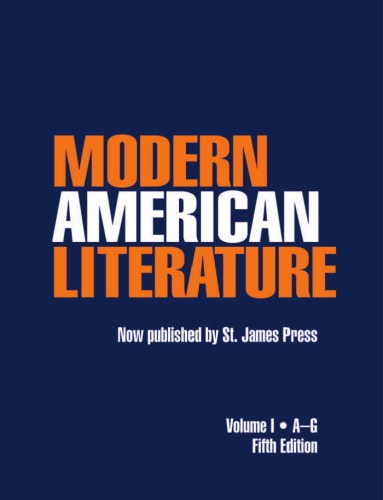 MODERN
AMERICAN
LITERATURE
Now published by St. James Press
Volume I • A–G
Fifth Edition